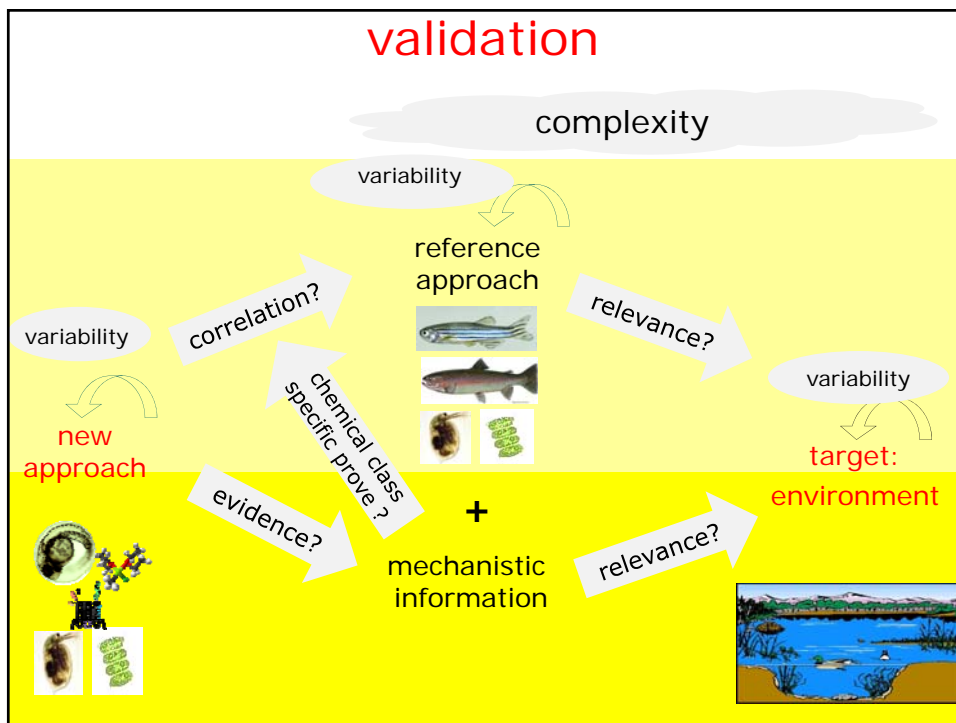 validation
complexity
variability
reference
approach
correlation?
relevance?
variability
variability
chemical class
specific prove ?
new
approach
target:
environment
evidence?
+
mechanistic
information
relevance?